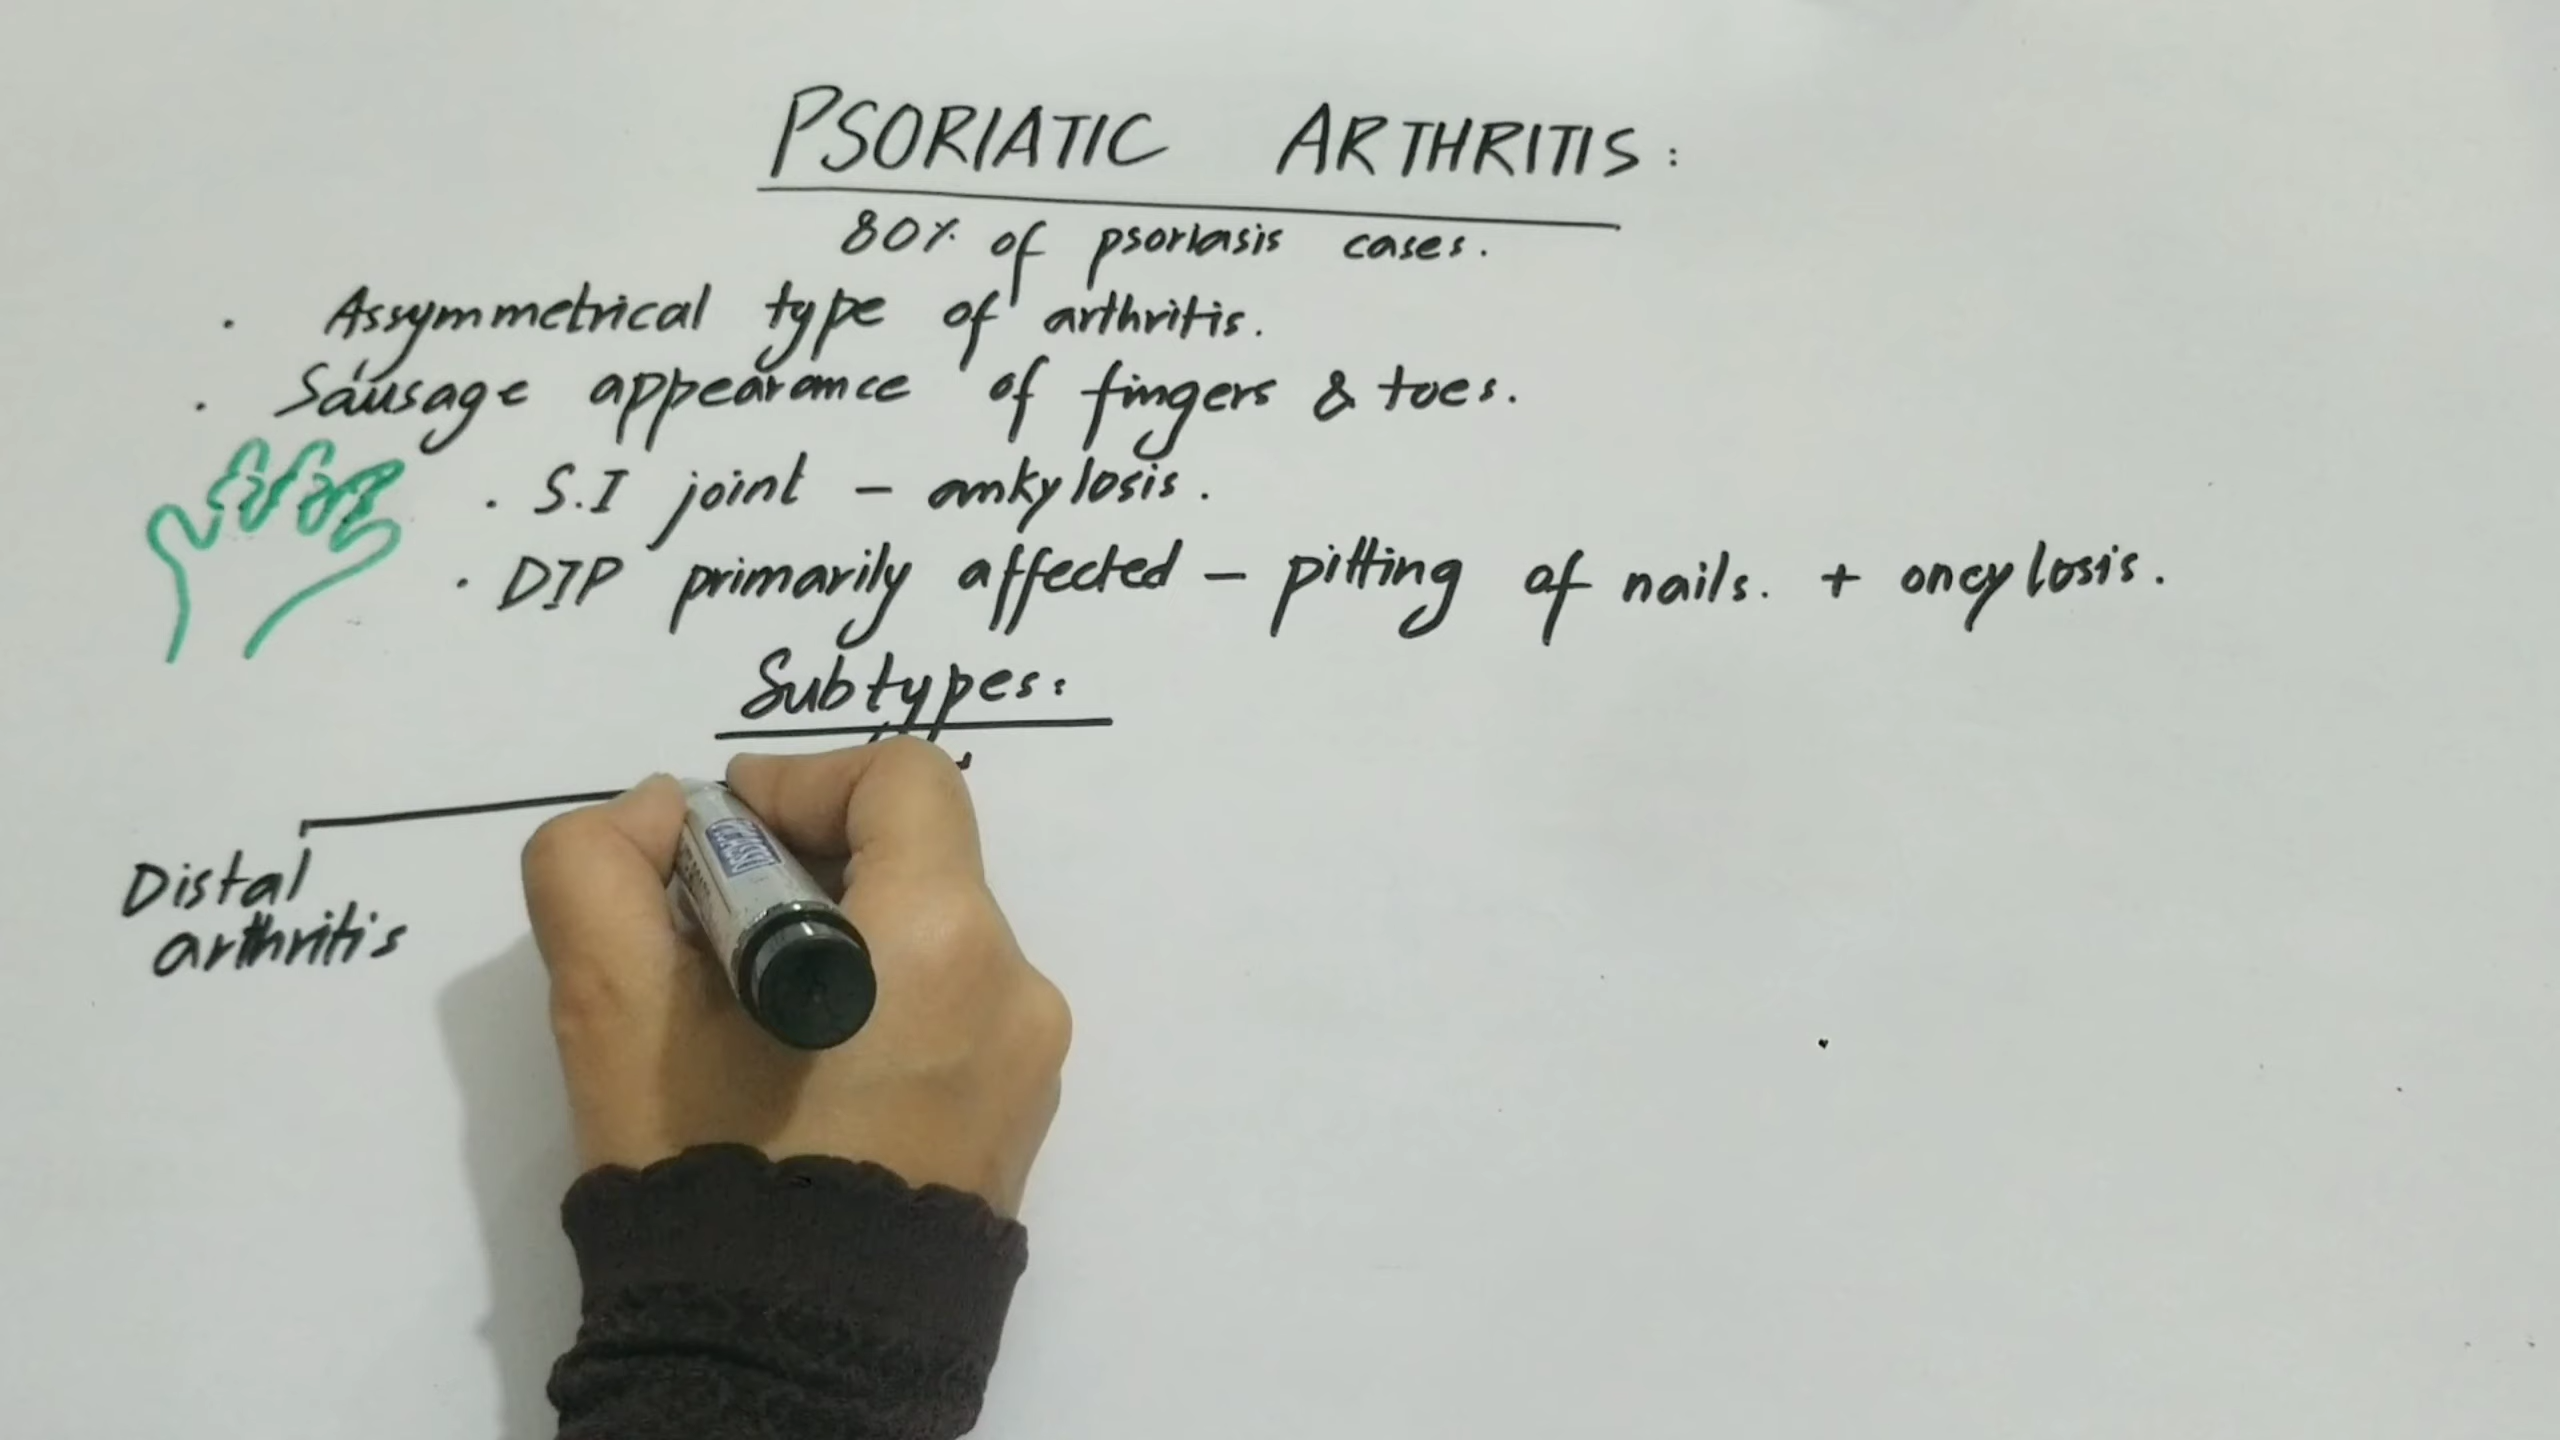 PSORIATIC ARTHRITIS:
80% of psoriasis cases.
. Assymmetrical type of arthritis.
. Sausage appearance of fingers & toes.
. S.I joint - ankylosis.
. DIP primarily affected - pitting of nails. + oncylosis.
Subtypes:
Distal
arthritis